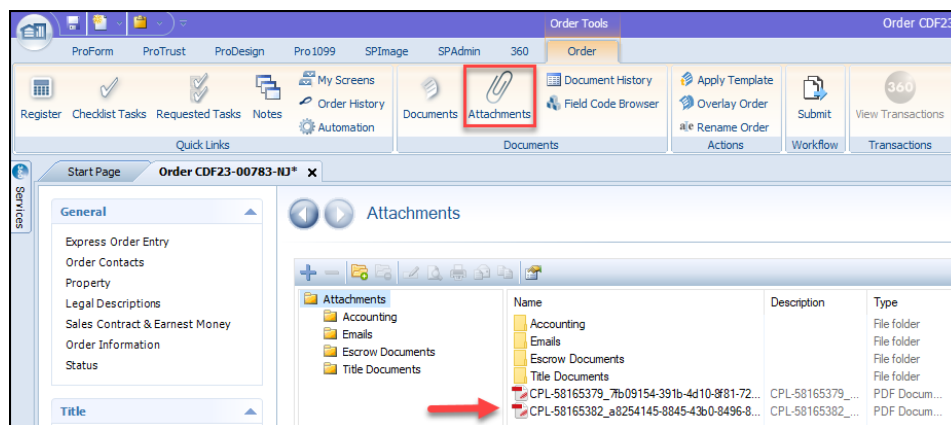 Order Tools
Order CDF23
ProForm ProTrust ProDesign Pro1099 SPImage SPAdmin 360 Order
My Screens Document History Apply Template
Order History Field Code Browser Overlay Order 360
Register Checklist Tasks Requested Tasks Notes Documents Attachments Submit View Transactions
Automation a|e Rename Order
Quick Links Documents Actions Workflow Transactions
Services
Start Page Order CDF23-00783-NJ*
General
Attachments
Express Order Entry
Order Contacts
Property
Legal Descriptions
Sales Contract & Earnest Money
Order Information
Status
Title
Attachments
Accounting
Emails
Escrow Documents
Title Documents
Name Description Type
Accounting File folder
Emails File folder
Escrow Documents File folder
Title Documents File folder
CPL-58165379_7fb09154-391b-4d10-8f81-72... CPL-58165379_... PDF Docum...
CPL-58165382_a8254145-8845-43b0-8496-8... CPL-58165382_... PDF Docum...